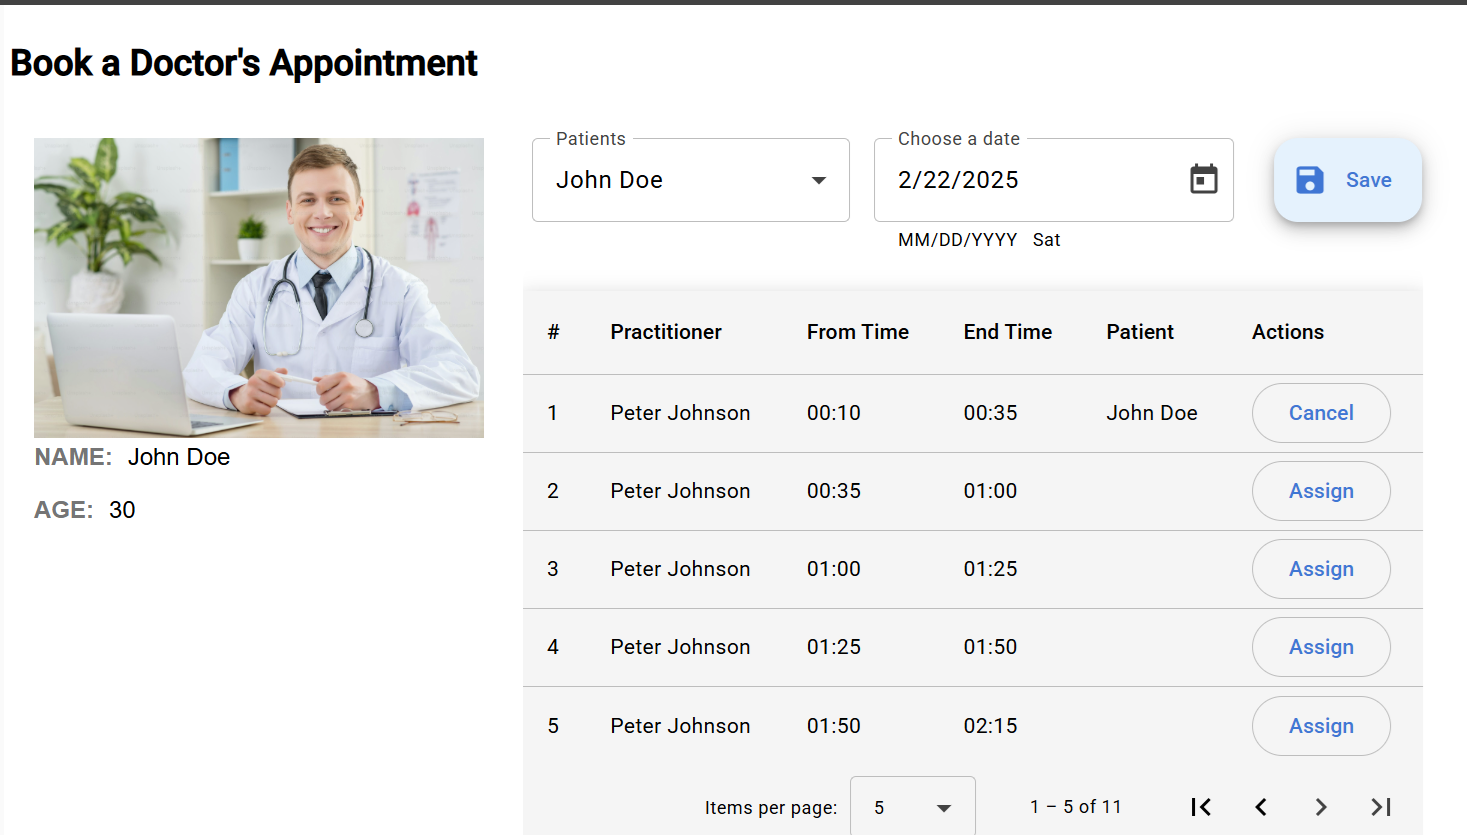 Book a Doctor's Appointment
Patients
John Doe
Choose a date
2/22/2025
MM/DD/YYYY Sat
Save
NAME: John Doe
AGE: 30
# Practitioner From Time End Time Patient Actions
1 Peter Johnson 00:10 00:35 John Doe Cancel
2 Peter Johnson 00:35 01:00 Assign
3 Peter Johnson 01:00 01:25 Assign
4 Peter Johnson 01:25 01:50 Assign
5 Peter Johnson 01:50 02:15 Assign
Items per page: 5 1 – 5 of 11